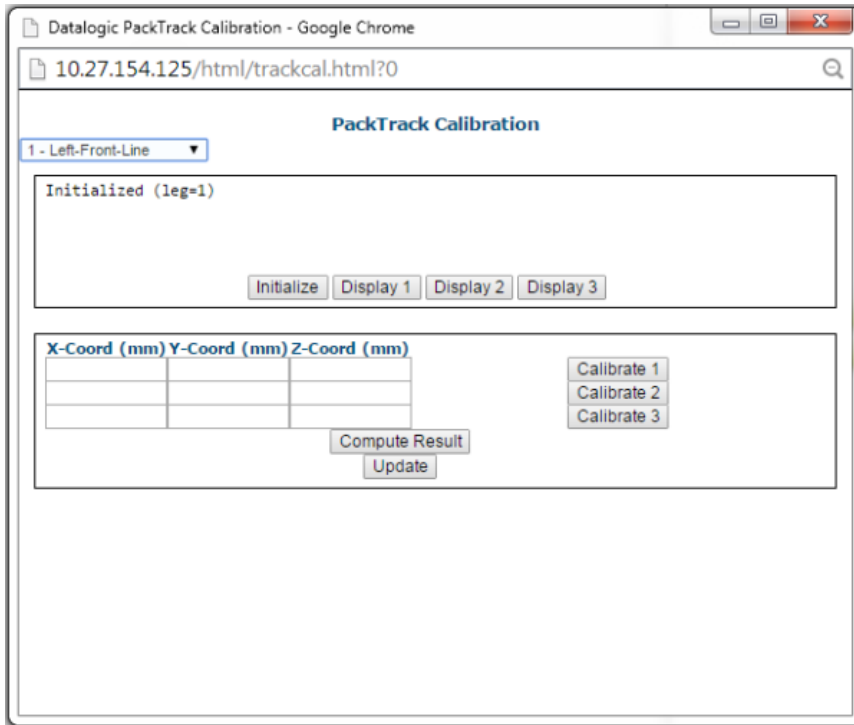 Datalogic PackTrack Calibration - Google Chrome
10.27.154.125/html/trackcal.html?0
PackTrack Calibration
1 - Left-Front-Line
Initialized (leg=1)
Initialize Display 1 Display 2 Display 3
X-Coord (mm) Y-Coord (mm) Z-Coord (mm)
Calibrate 1
Calibrate 2
Calibrate 3
Compute Result
Update